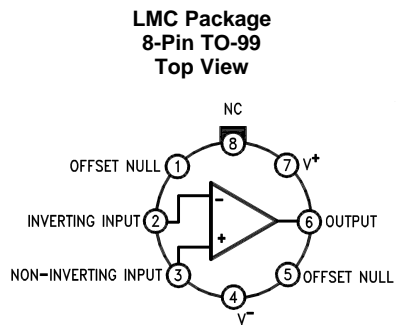 LMC Package
8-Pin TO-99
Top View
NC
8
OFFSET NULL 1
7 V+
INVERTING INPUT 2
-
6 OUTPUT
+
NON-INVERTING INPUT 3
5 OFFSET NULL
4
V-